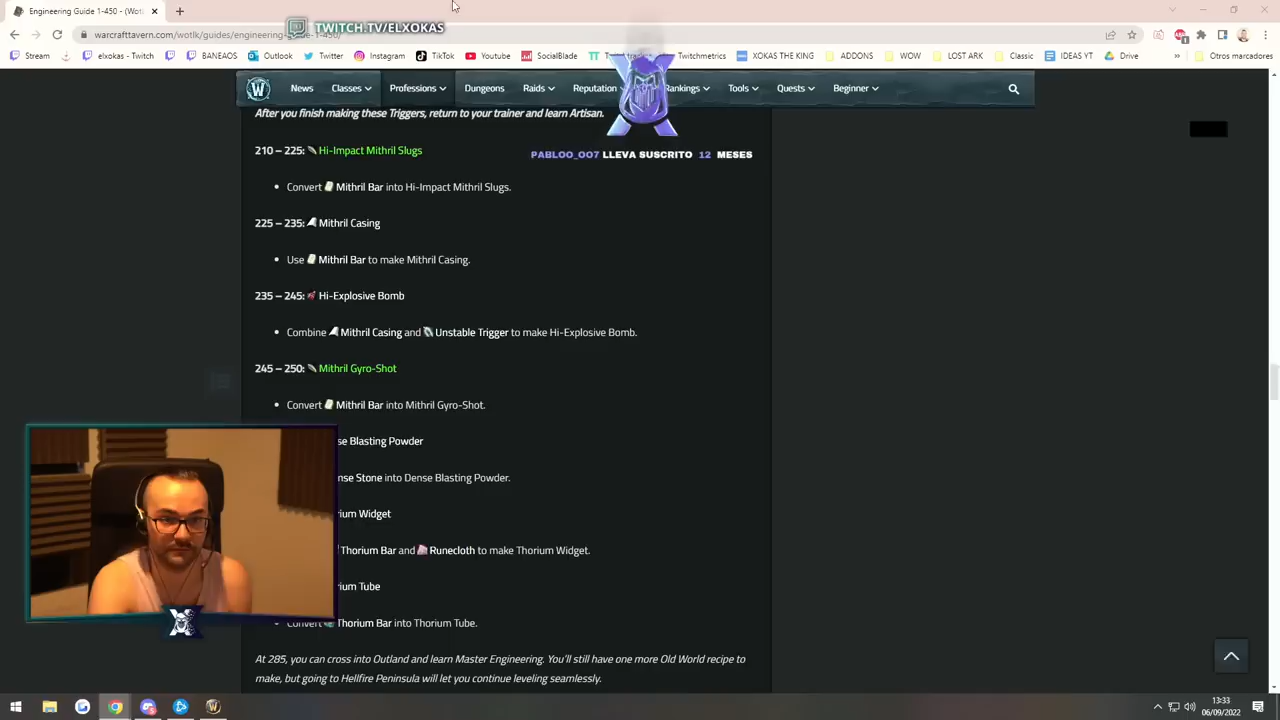 Engineering Guide 1-450 - (Wotlk)
TWITCH.TV/ELXOKAS
warcrafttavern.com/wotlk/guides/engineering-guide-1-450/
Stream
elxokas - Twitch
BANEAOS
Outlook
Twitter
Instagram
TikTok
Youtube
SocialBlade
Twitchmetrics
XOKAS THE KING
ADDONS
WOW
LOST ARK
Classic
IDEAS YT
Drive
»
Otros marcadores
News
Classes
Professions
Dungeons
Raids
Reputation
Rankings
Tools
Quests
Beginner
After you finish making these Triggers, return to your trainer and learn Artisan.
PABLOO_OO7 LLEVA SUSCRITO 12 MESES
210 – 225: Hi-Impact Mithril Slugs
Convert Mithril Bar into Hi-Impact Mithril Slugs.
225 – 235: Mithril Casing
Use Mithril Bar to make Mithril Casing.
235 – 245: Hi-Explosive Bomb
Combine Mithril Casing and Unstable Trigger to make Hi-Explosive Bomb.
245 – 250: Mithril Gyro-Shot
Convert Mithril Bar into Mithril Gyro-Shot.
se Blasting Powder
nse Stone into Dense Blasting Powder.
rium Widget
Thorium Bar and Runecloth to make Thorium Widget.
rium Tube
Convert Thorium Bar into Thorium Tube.
At 285, you can cross into Outland and learn Master Engineering. You'll still have one more Old World recipe to
make, but going to Hellfire Peninsula will let you continue leveling seamlessly.
13:33
06/09/2022